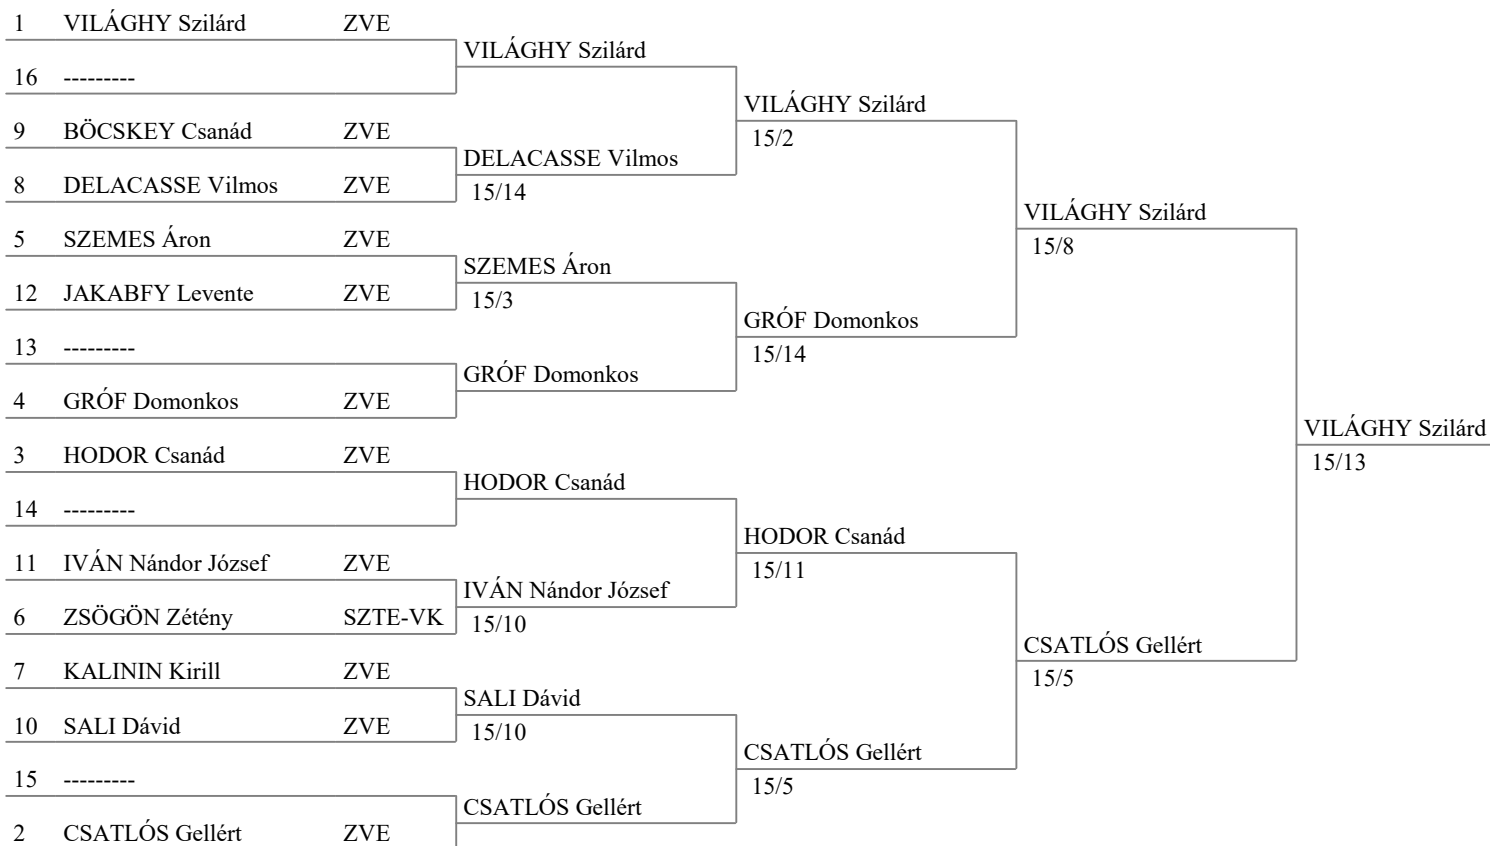 1 VILÁGHY Szilárd ZVE
16 ---------
9 BÖCSKEY Csanád ZVE
8 DELACASSE Vilmos ZVE
5 SZEMES Áron ZVE
12 JAKABFY Levente ZVE
13 ---------
4 GRÓF Domonkos ZVE
3 HODOR Csanád ZVE
14 ---------
11 IVÁN Nándor József ZVE
6 ZSÖGÖN Zétény SZTE-VK
7 KALININ Kirill ZVE
10 SALI Dávid ZVE
15 ---------
2 CSATLÓS Gellért ZVE
VILÁGHY Szilárd
DELACASSE Vilmos
15/14
SZEMES Áron
15/3
GRÓF Domonkos
HODOR Csanád
IVÁN Nándor József
15/10
SALI Dávid
15/10
CSATLÓS Gellért
VILÁGHY Szilárd
15/2
GRÓF Domonkos
15/14
HODOR Csanád
15/11
CSATLÓS Gellért
15/5
VILÁGHY Szilárd
15/8
CSATLÓS Gellért
15/5
VILÁGHY Szilárd
15/13